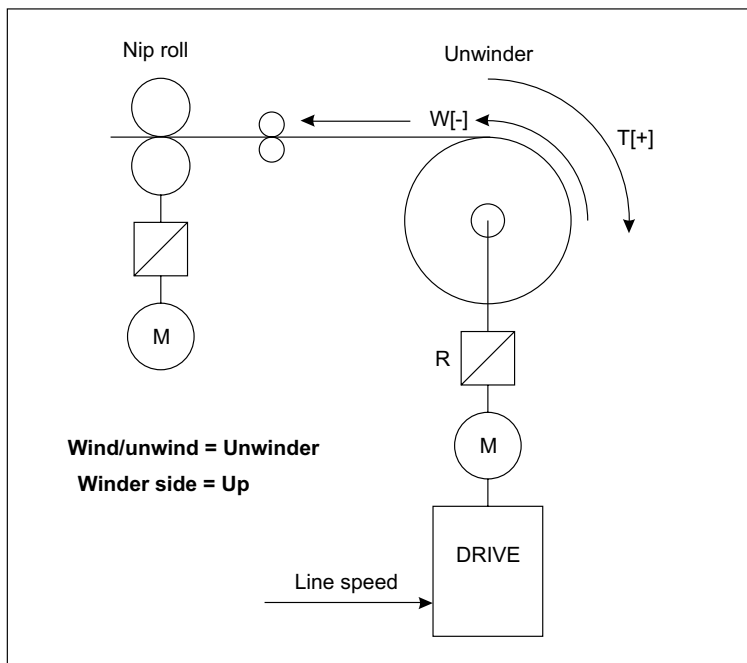 Nip roll
Unwinder
W[-]
T[+]
R
M
M
Wind/unwind = Unwinder
Winder side = Up
DRIVE
Line speed